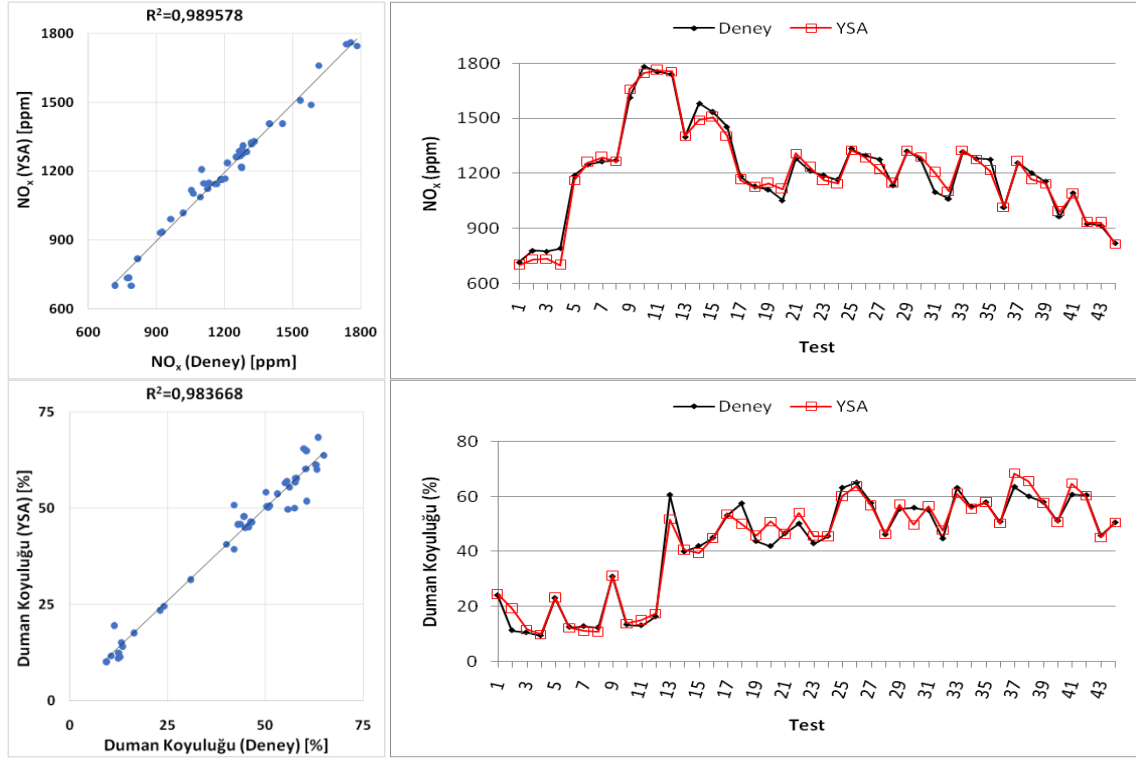 R²=0,989578
NOₓ (YSA) [ppm]
1800
1500
1200
900
600
600 900 1200 1500 1800
NOₓ (Deney) [ppm]
Deney YSA
NOₓ (ppm)
1800
1500
1200
900
600
1 3 5 7 9 11 13 15 17 19 21 23 25 27 29 31 33 35 37 39 41 43
Test
R²=0,983668
Duman Koyuluğu (YSA) [%]
75
50
25
0
0 25 50 75
Duman Koyuluğu (Deney) [%]
Deney YSA
Duman Koyuluğu (%)
80
60
40
20
0
1 3 5 7 9 11 13 15 17 19 21 23 25 27 29 31 33 35 37 39 41 43
Test